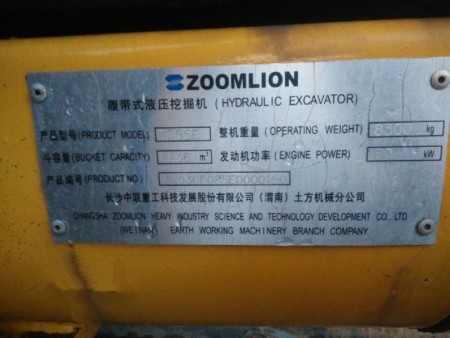 ZOOMLION
履带式液压挖掘机 (HYDRAULIC EXCAVATOR)
产品型号(PRODUCT MODEL) 整机重量 (OPERATING WEIGHT) 8300 kg
斗容量(BUCKET CAPACITY) m³ 发动机功率(ENGINE POWER) kW
产品编号(PRODUCT NO.)
长沙中联重工科技发展股份有限公司 (渭南) 土方机械分公司
CHANGSHA ZOOMLION HEAVY INDUSTRY SCIENCE AND TECHNOLOGY DEVELOPMENT CO., LTD
(WEINAN) EARTH WORKING MACHINERY BRANCH COMPANY